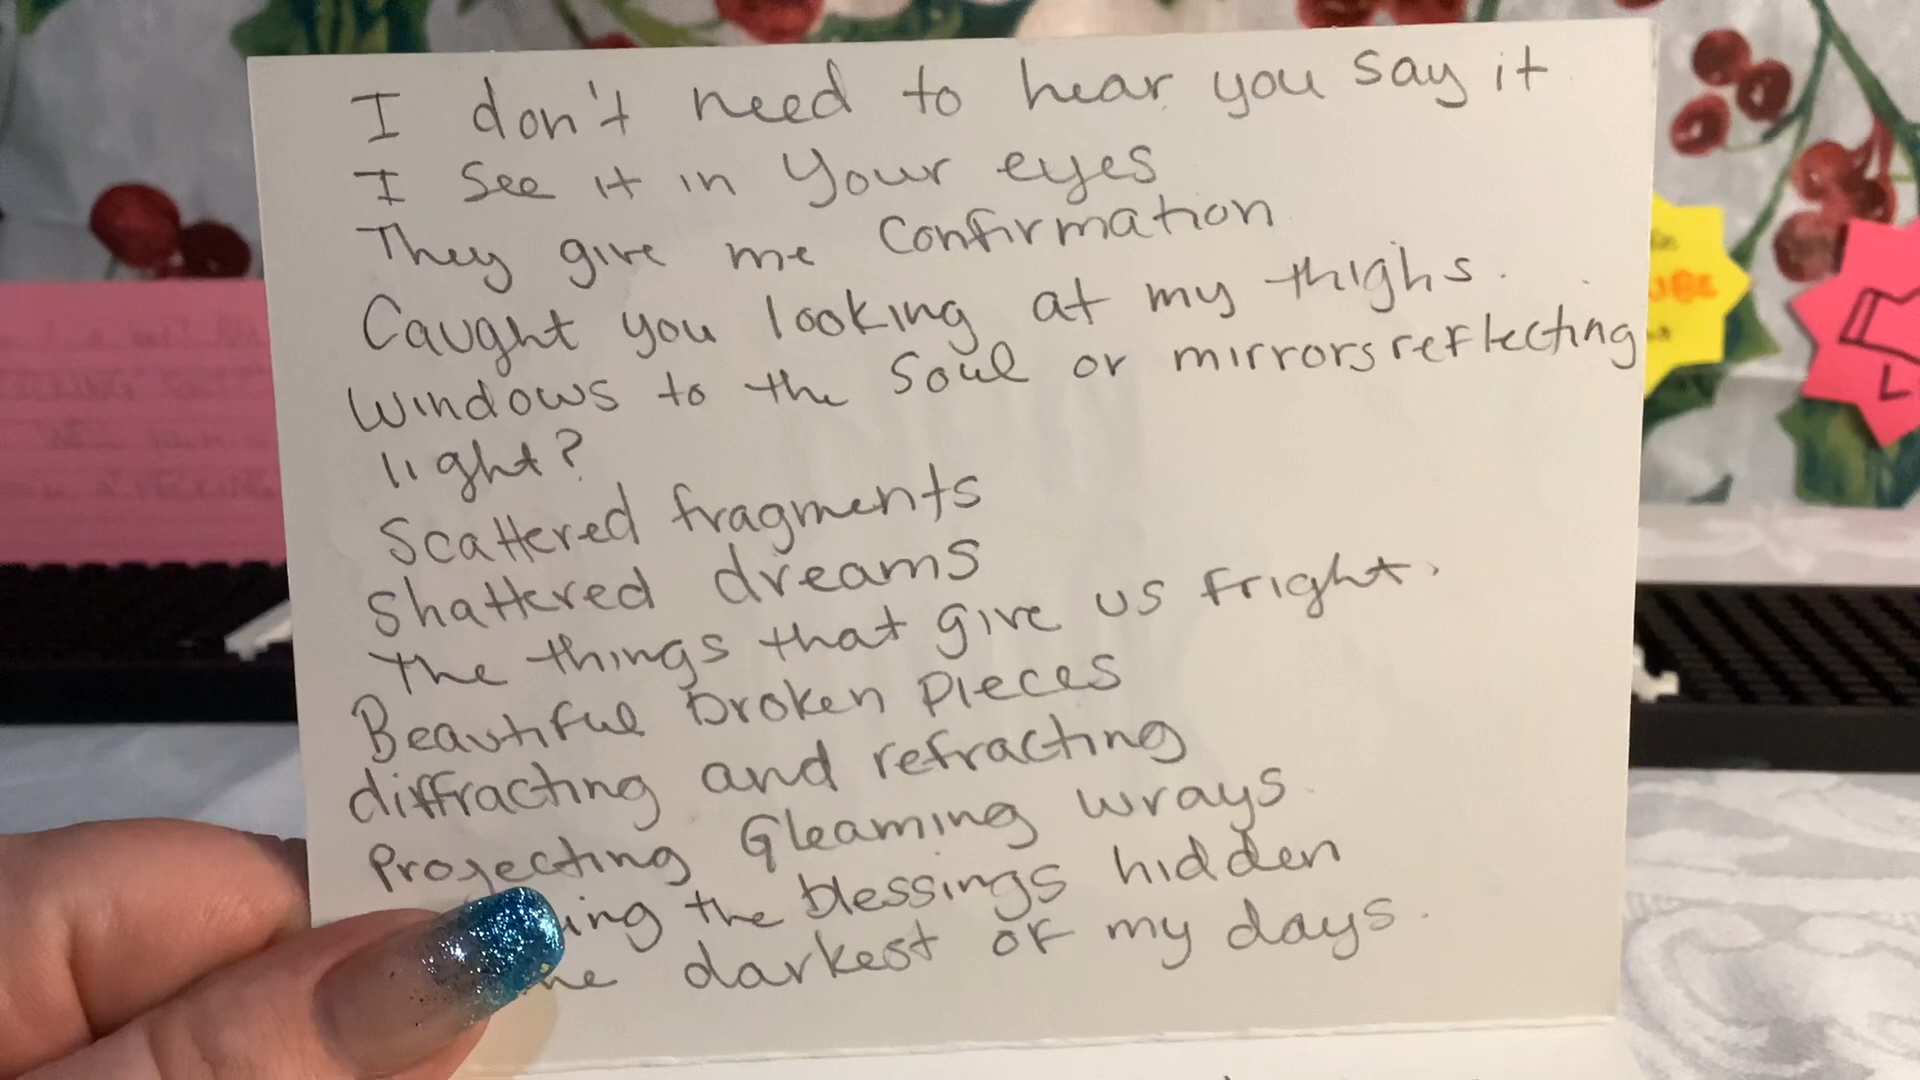 I don't need to hear you say it
I see it in your eyes
They give me confirmation
Caught you looking at my thighs.
Windows to the soul or mirrors reflecting
light?
Scattered fragments
shattered dreams
the things that give us fright.
Beautiful broken pieces
diffracting and refracting
Projecting Gleaming wrays
the blessings hidden
darkest of my days.